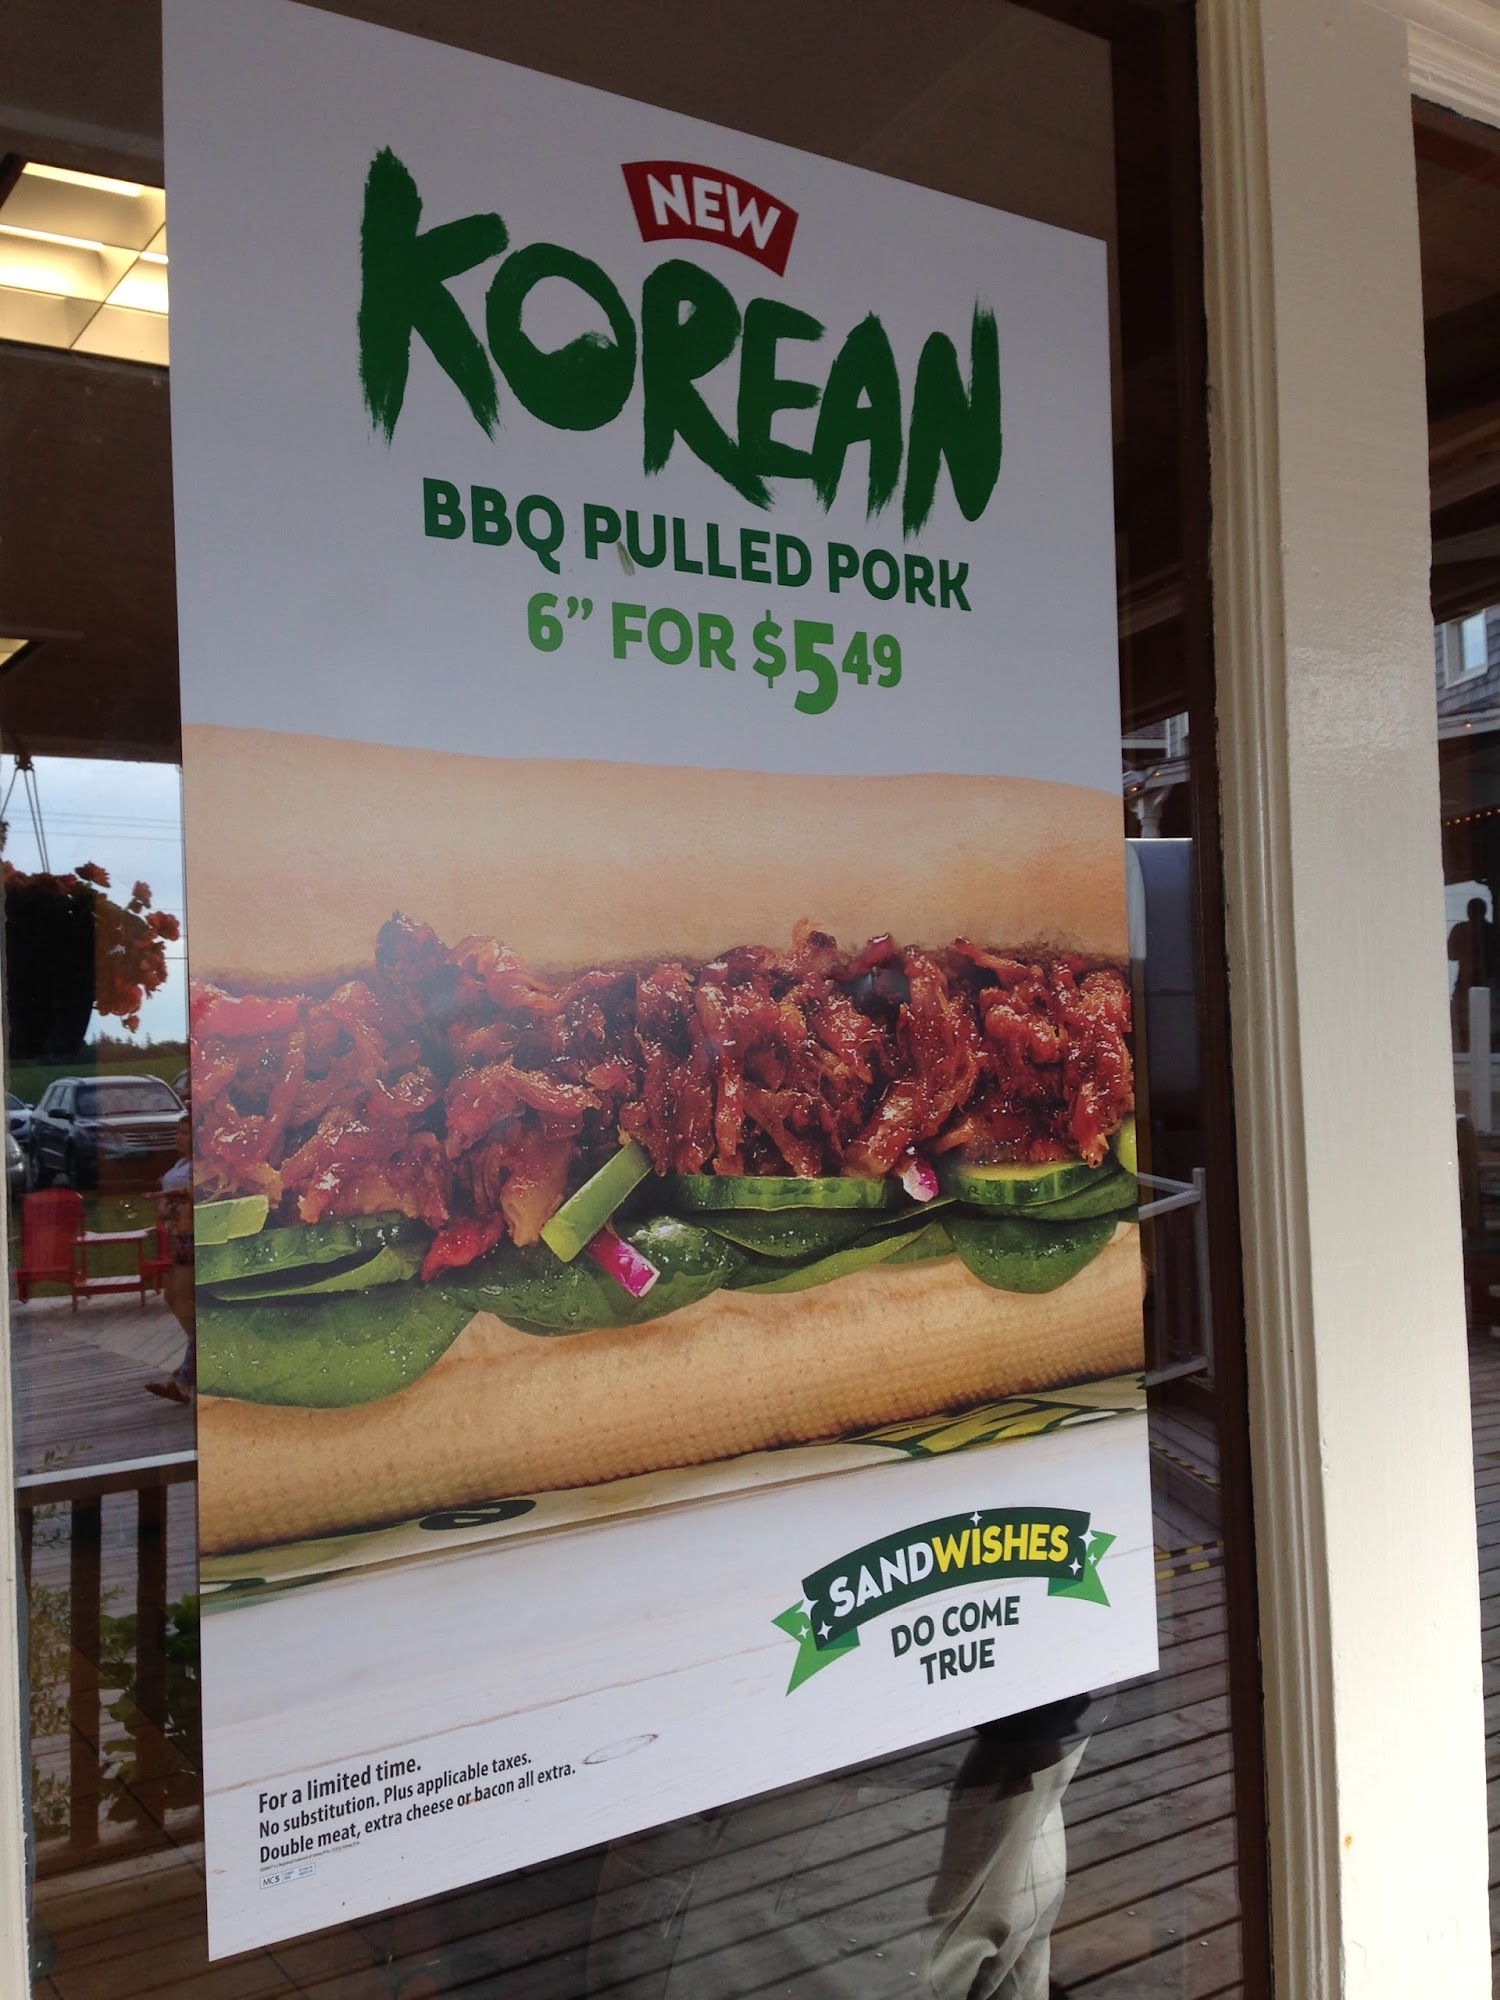 NEW
KOREAN
BBQ PULLED PORK
6” FOR $5 49
SANDWISHES
DO COME
TRUE
For a limited time.
No substitution. Plus applicable taxes.
Double meat, extra cheese or bacon all extra.
MC5